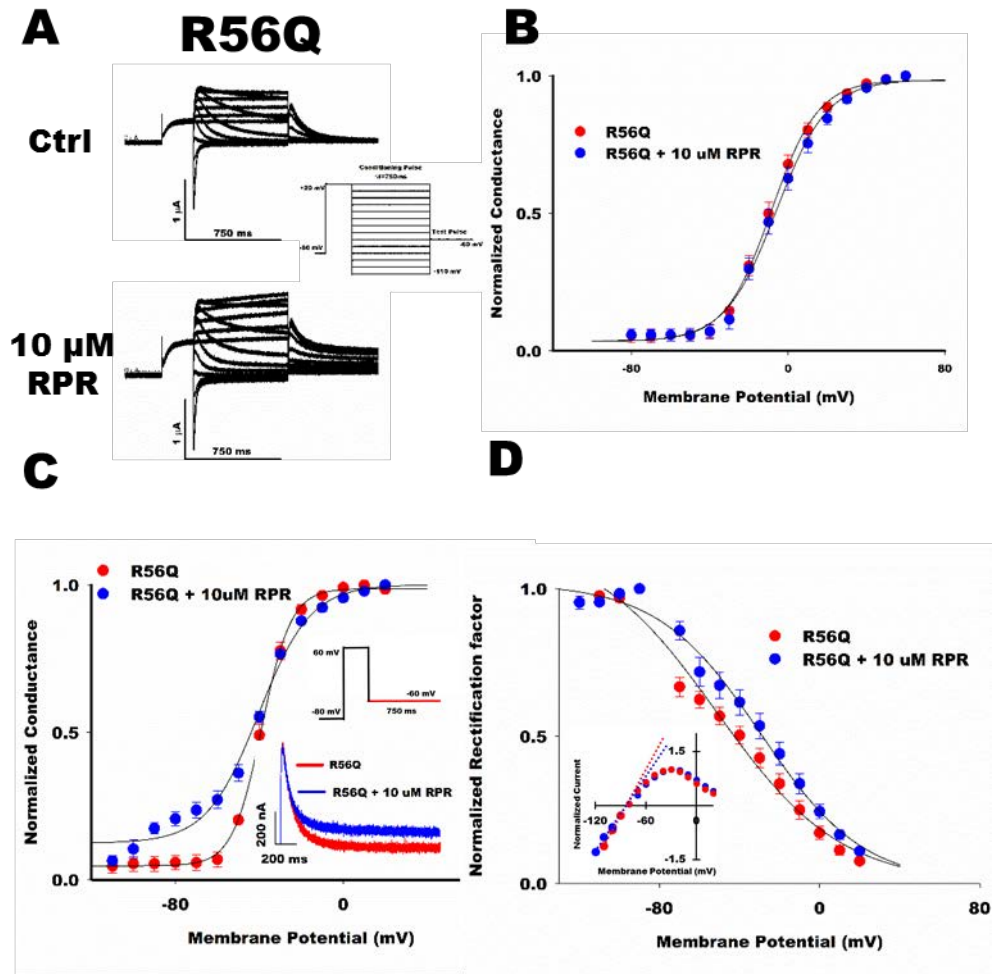 A
R56Q
Ctrl
1 µA
750 ms
Conditioning Pulse
+20 mV
-80 mV
Test Pulse
-60 mV
10 µM
RPR
1 µA
750 ms
B
1.0
0.5
0.0
Normalized Conductance
R56Q
R56Q + 10 uM RPR
-80
0
80
Membrane Potential (mV)
C
1.0
0.5
0.0
Normalized Conductance
R56Q
R56Q + 10uM RPR
60 mV
-80 mV
-60 mV
750 ms
R56Q
R56Q + 10 uM RPR
200 nA
200 ms
-80
0
Membrane Potential (mV)
D
1.0
0.5
0.0
Normalized Rectification factor
R56Q
R56Q + 10 uM RPR
Normalized Current
1.5
-120
-60
0
-1.5
Membrane Potential (mV)
-80
0
80
Membrane Potential (mV)